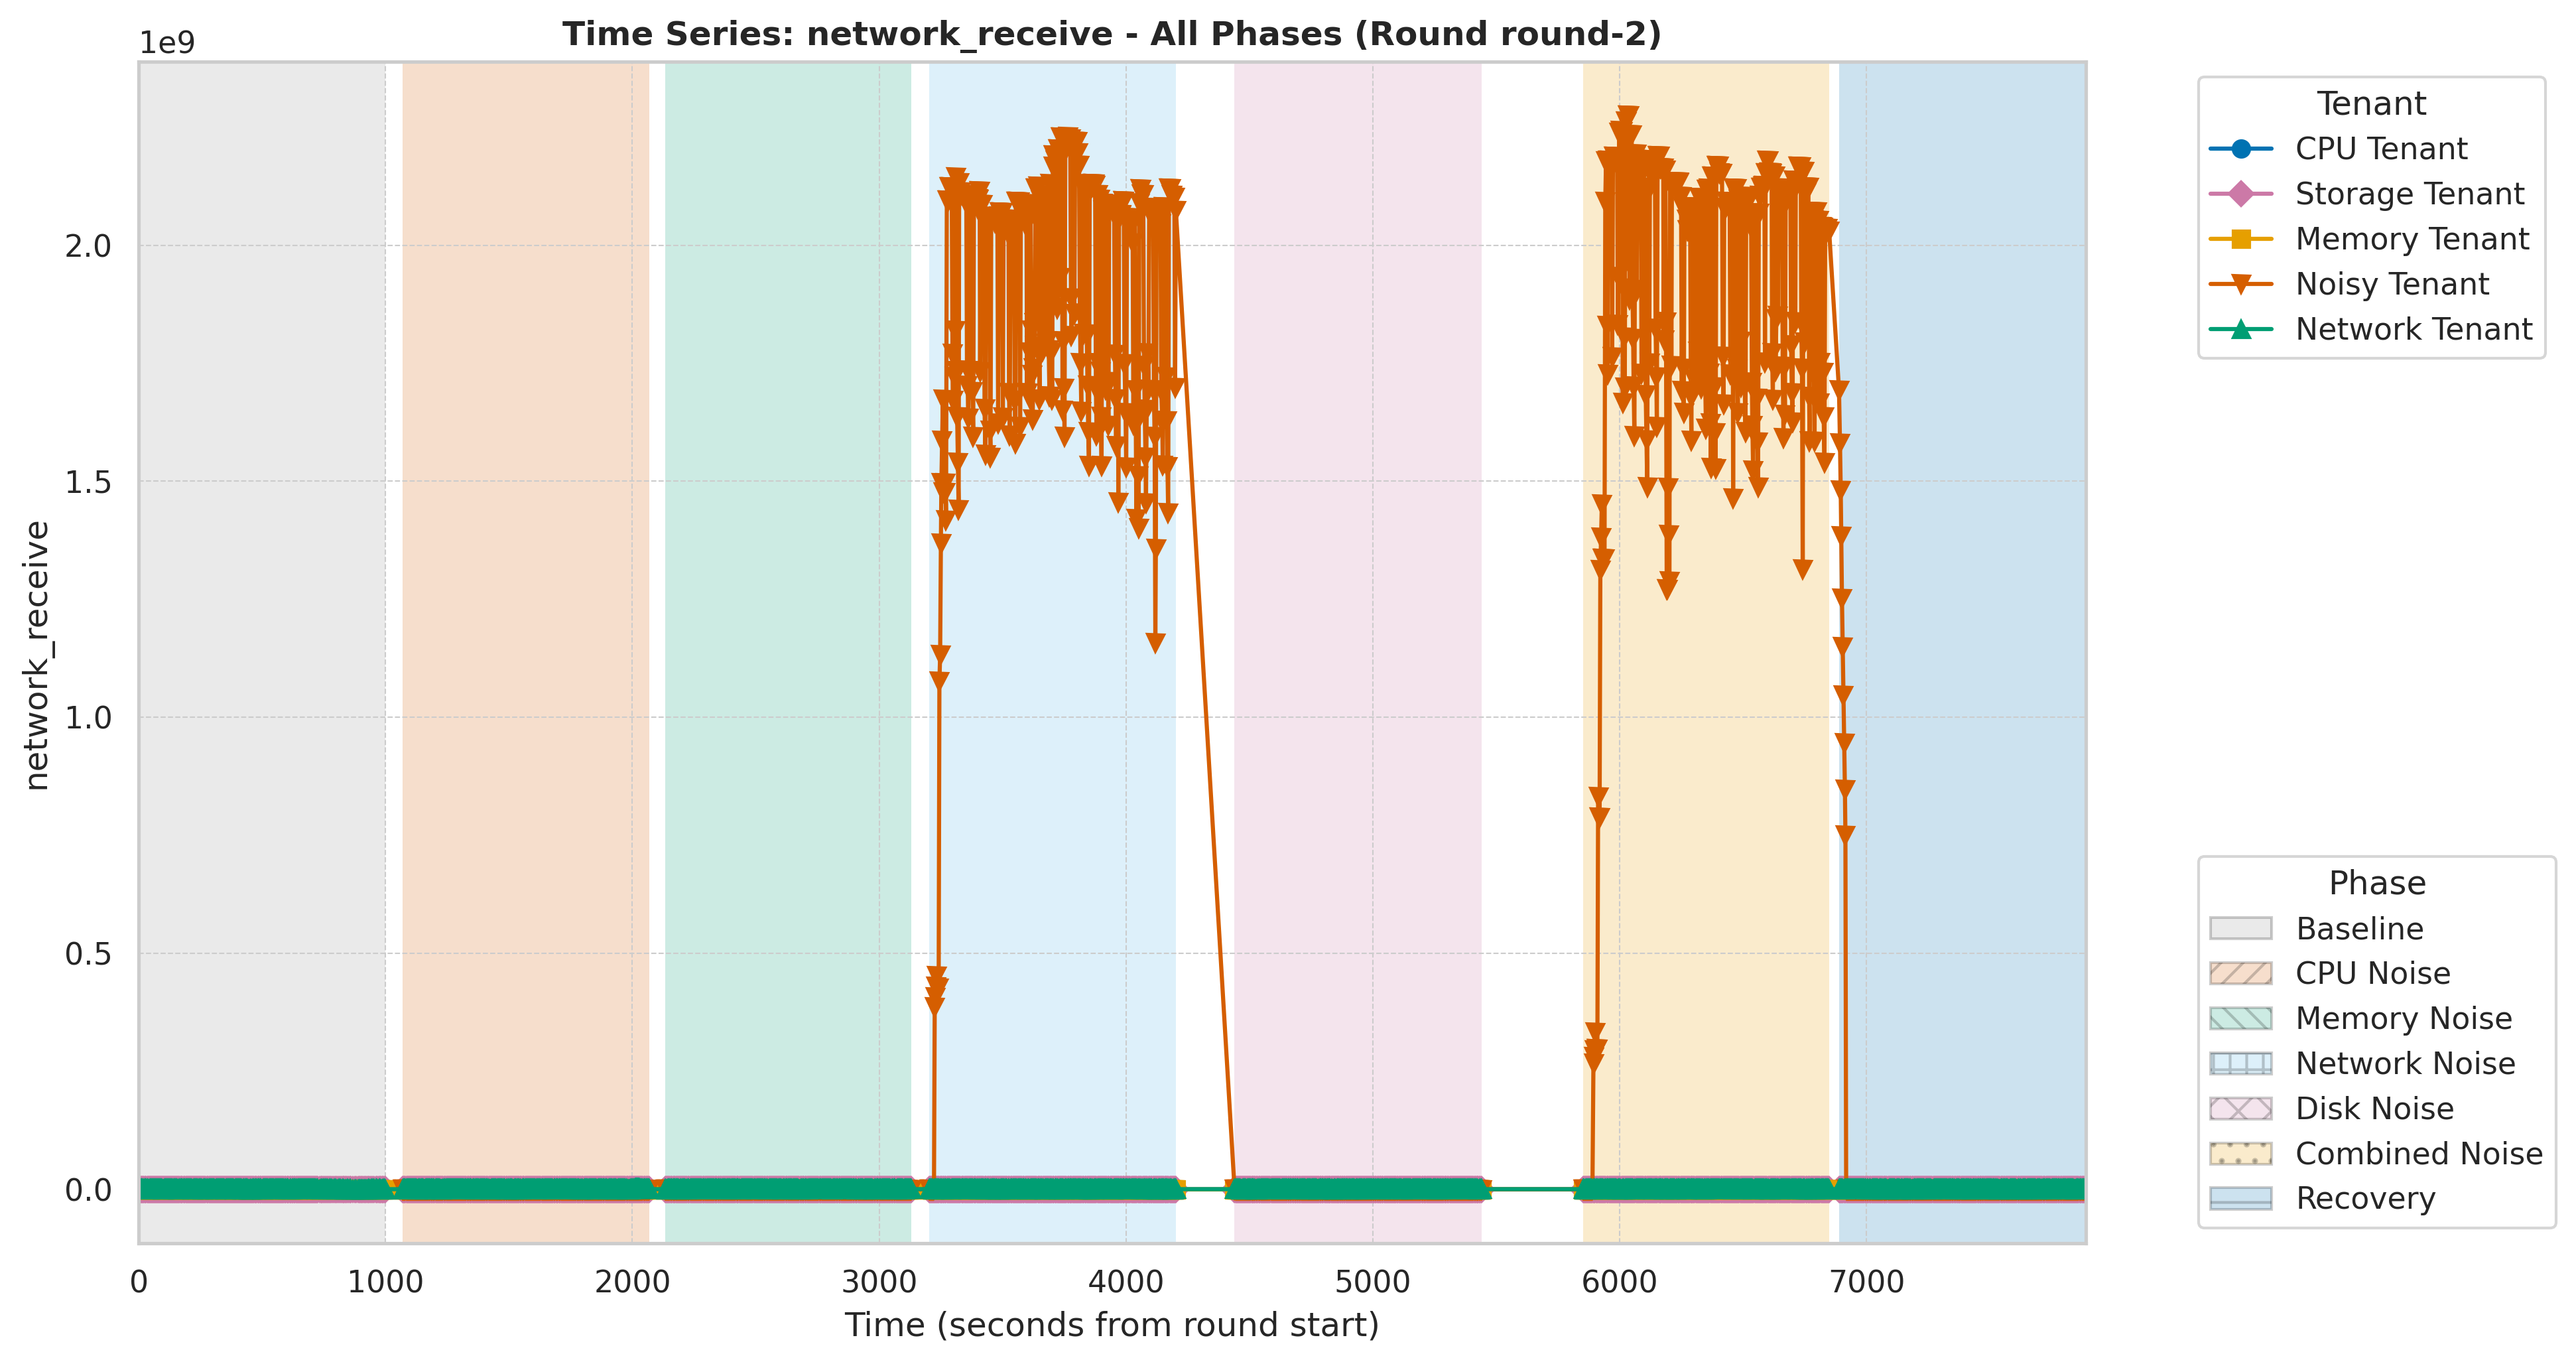 Time Series: network_receive - All Phases (Round round-2)
1e9
2.0
1.5
1.0
0.5
0.0
network_receive
0 1000 2000 3000 4000 5000 6000 7000
Time (seconds from round start)
Tenant
CPU Tenant
Storage Tenant
Memory Tenant
Noisy Tenant
Network Tenant
Phase
Baseline
CPU Noise
Memory Noise
Network Noise
Disk Noise
Combined Noise
Recovery